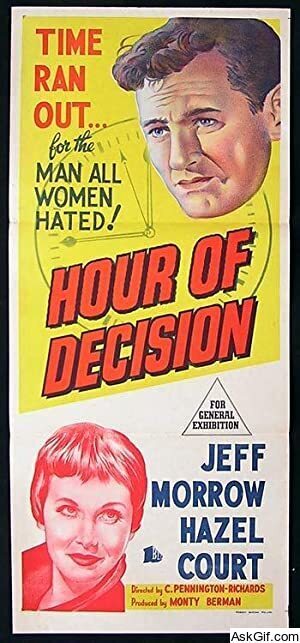 TIME
RAN
OUT...
for the
MAN ALL
WOMEN
HATED!
HOUR OF
DECISION
FOR
GENERAL
EXHIBITION
JEFF
MORROW
HAZEL
COURT
Directed by C. PENNINGTON-RICHARDS
Produced by MONTY BERMAN
AskGif.com